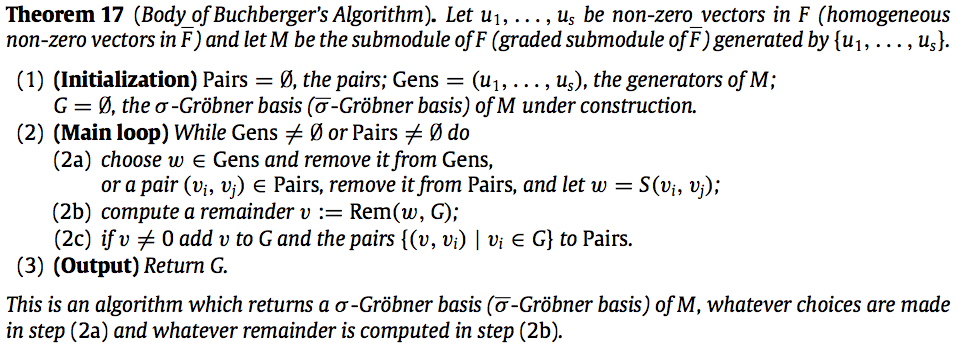 Theorem 17 (Body of Buchberger's Algorithm). Let u₁, . . . , uₛ be non-zero vectors in F (homogeneous
non-zero vectors in F̅) and let M be the submodule of F (graded submodule of F̅) generated by {u₁, . . . , uₛ}.
(1) (Initialization) Pairs = Ø, the pairs; Gens = (u₁, . . . , uₛ), the generators of M;
G = Ø, the σ-Gröbner basis (σ̅-Gröbner basis) of M under construction.
(2) (Main loop) While Gens ≠ Ø or Pairs ≠ Ø do
(2a) choose w ∈ Gens and remove it from Gens,
or a pair (vᵢ, vⱼ) ∈ Pairs, remove it from Pairs, and let w = S(vᵢ, vⱼ);
(2b) compute a remainder v := Rem(w, G);
(2c) if v ≠ 0 add v to G and the pairs {(v, vᵢ) | vᵢ ∈ G} to Pairs.
(3) (Output) Return G.
This is an algorithm which returns a σ-Gröbner basis (σ̅-Gröbner basis) of M, whatever choices are made
in step (2a) and whatever remainder is computed in step (2b).